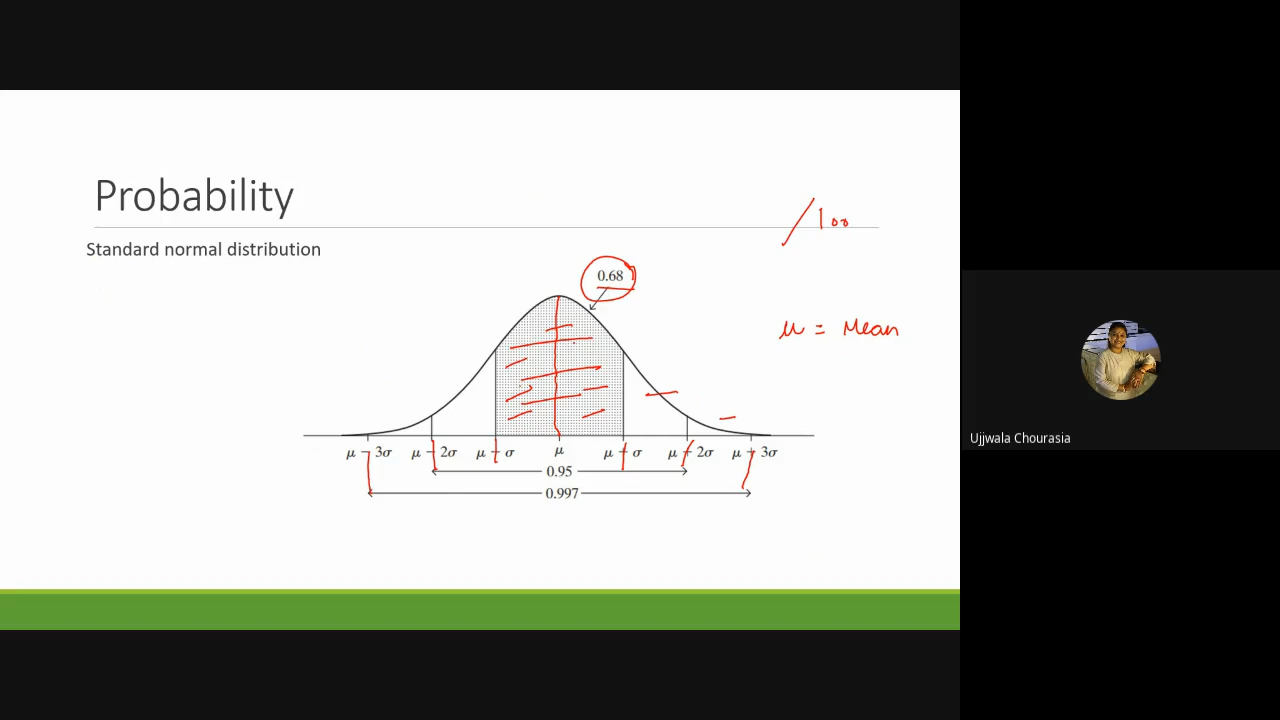 Probability
/100
Standard normal distribution
0.68
μ = Mean
μ − 3σ μ − 2σ μ − σ μ μ + σ μ + 2σ μ + 3σ
0.95
0.997
Ujjwala Chourasia